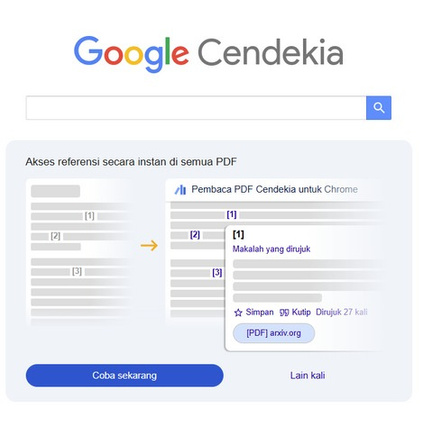 Google Cendekia
Akses referensi secara instan di semua PDF
[1]
[2]
[3]
Pembaca PDF Cendekia untuk Chrome
[1]
[2]
[3]
[1]
Makalah yang dirujuk
Simpan Kutip Dirujuk 27 kali
[PDF] arxiv.org
Coba sekarang Lain kali